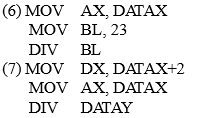 (6) MOV AX, DATAX
MOV BL, 23
DIV BL
(7) MOV DX, DATAX+2
MOV AX, DATAX
DIV DATAY